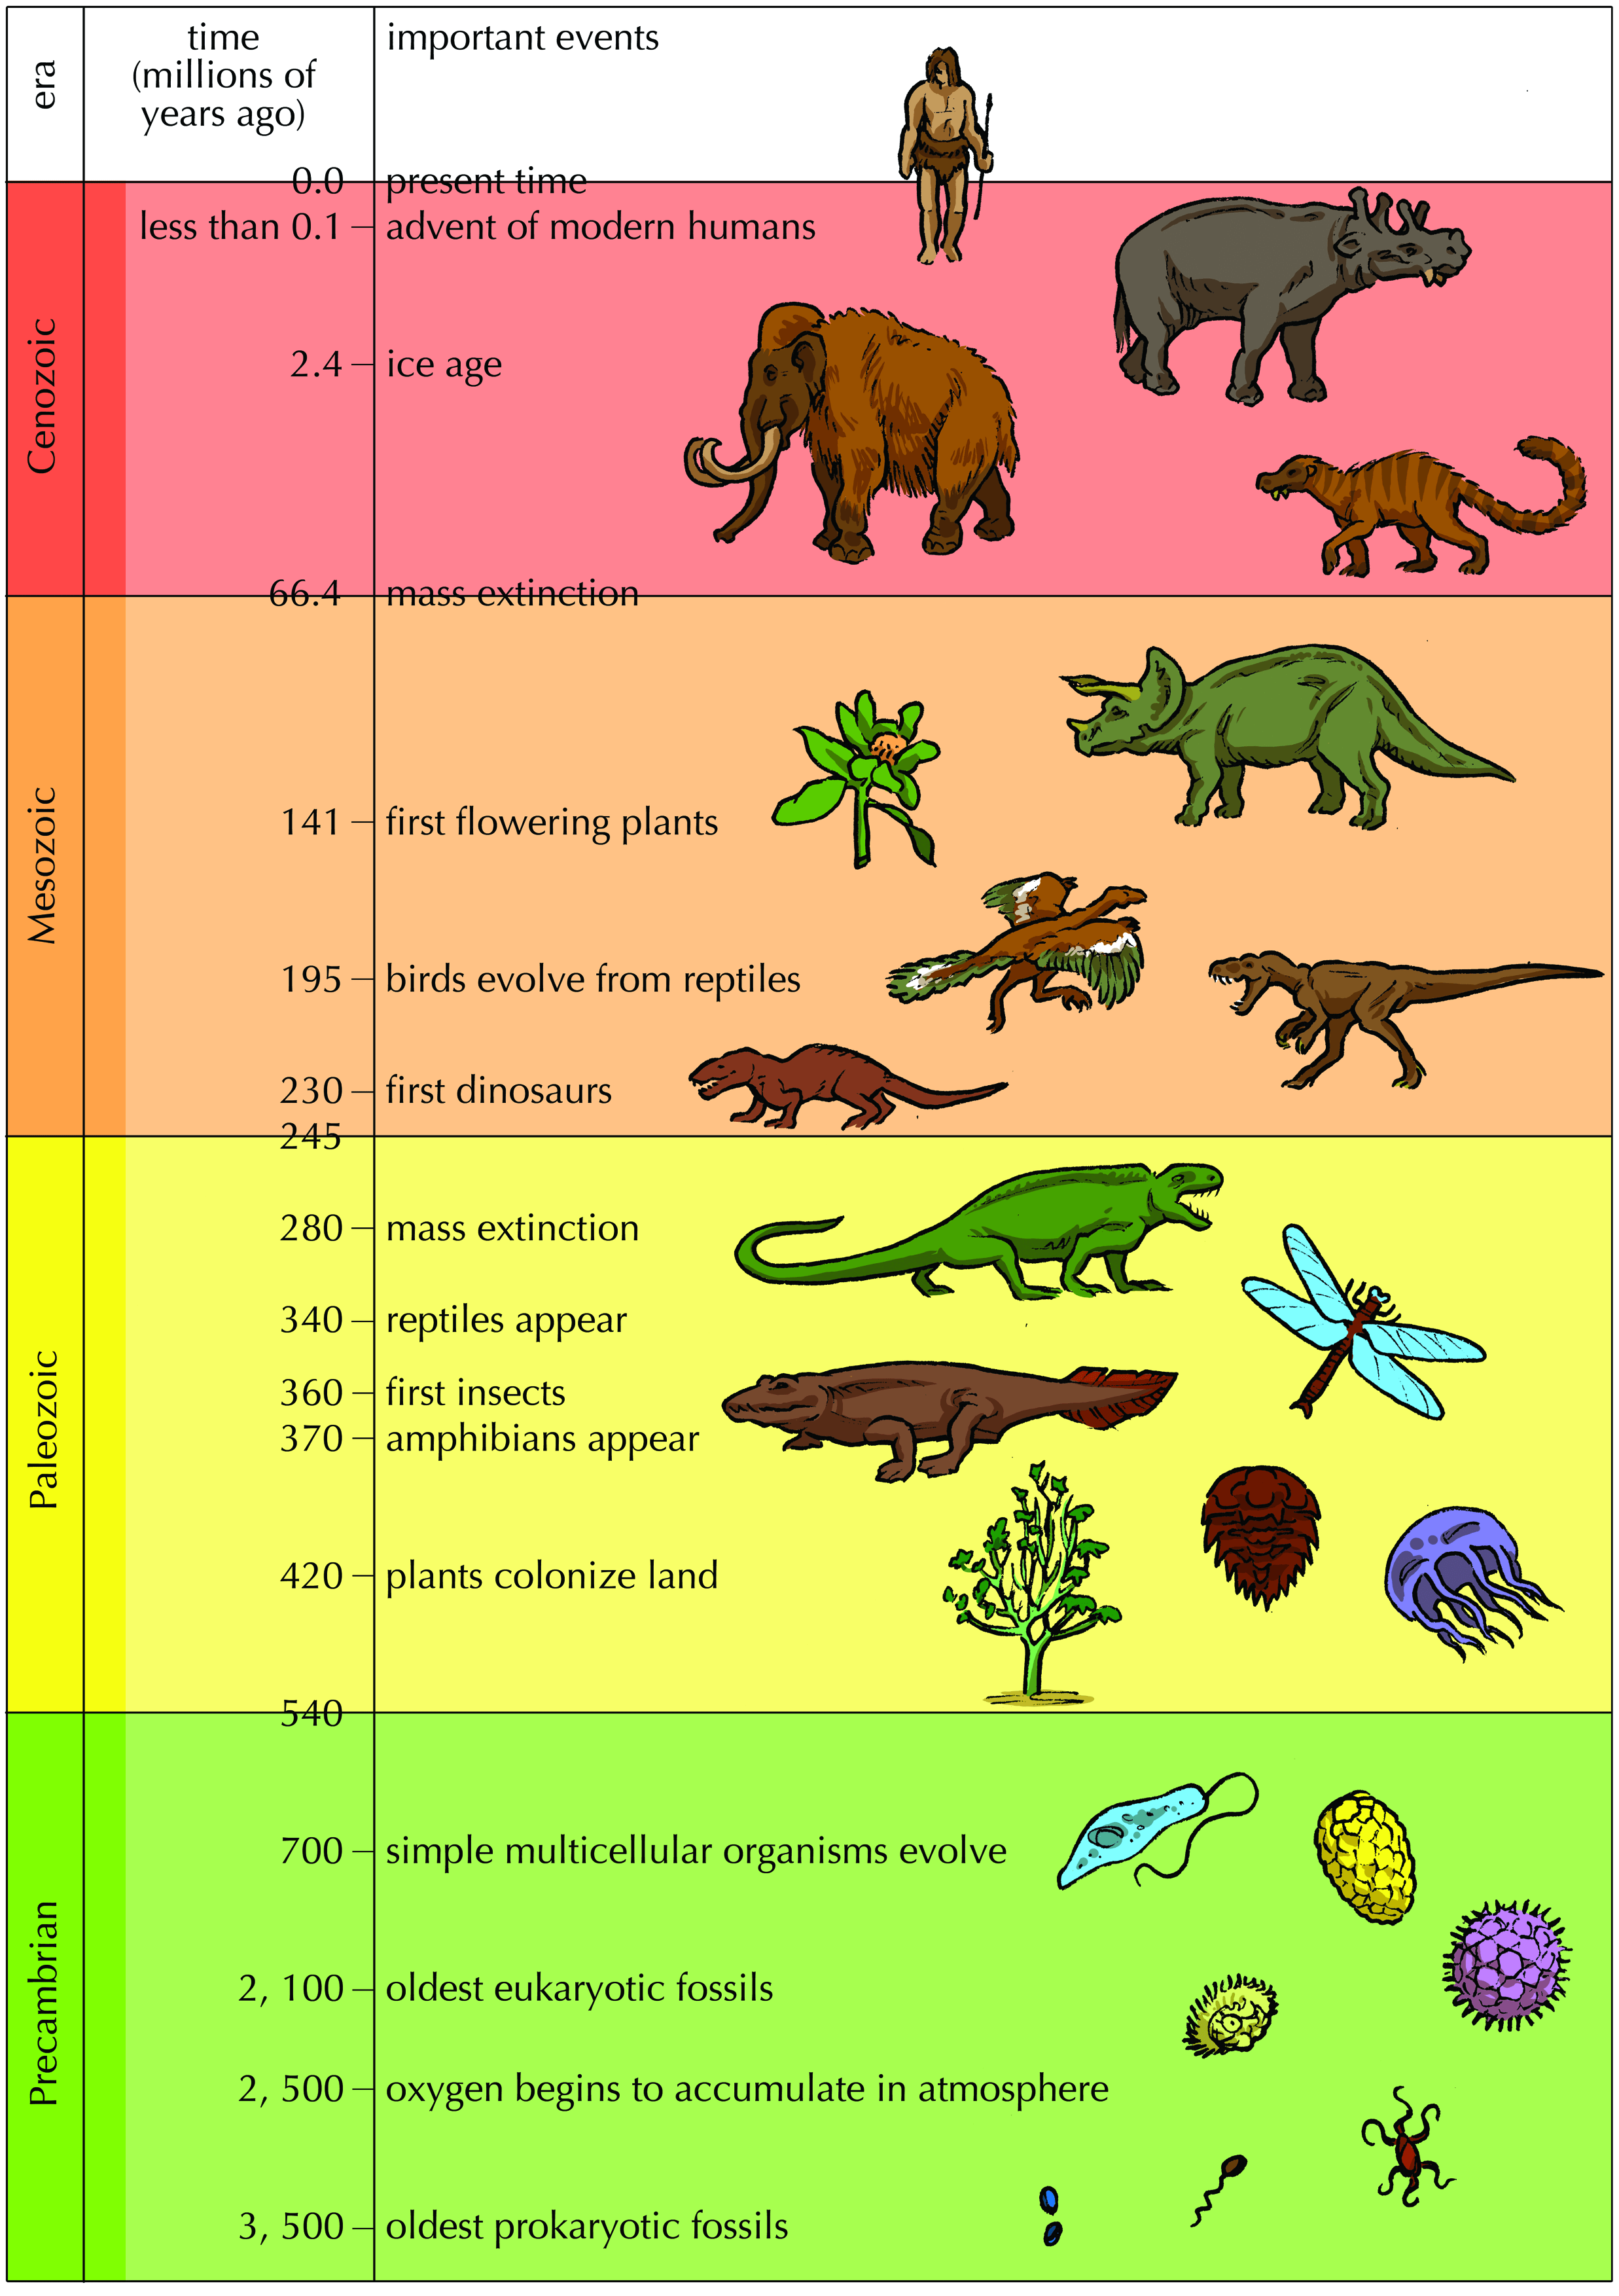 era
time
(millions of
years ago)
important events
0.0 present time
Cenozoic
less than 0.1 advent of modern humans
2.4 ice age
66.4 mass extinction
Mesozoic
141 first flowering plants
195 birds evolve from reptiles
230 first dinosaurs
245
Paleozoic
280 mass extinction
340 reptiles appear
360 first insects
370 amphibians appear
420 plants colonize land
540
Precambrian
700 simple multicellular organisms evolve
2, 100 oldest eukaryotic fossils
2, 500 oxygen begins to accumulate in atmosphere
3, 500 oldest prokaryotic fossils